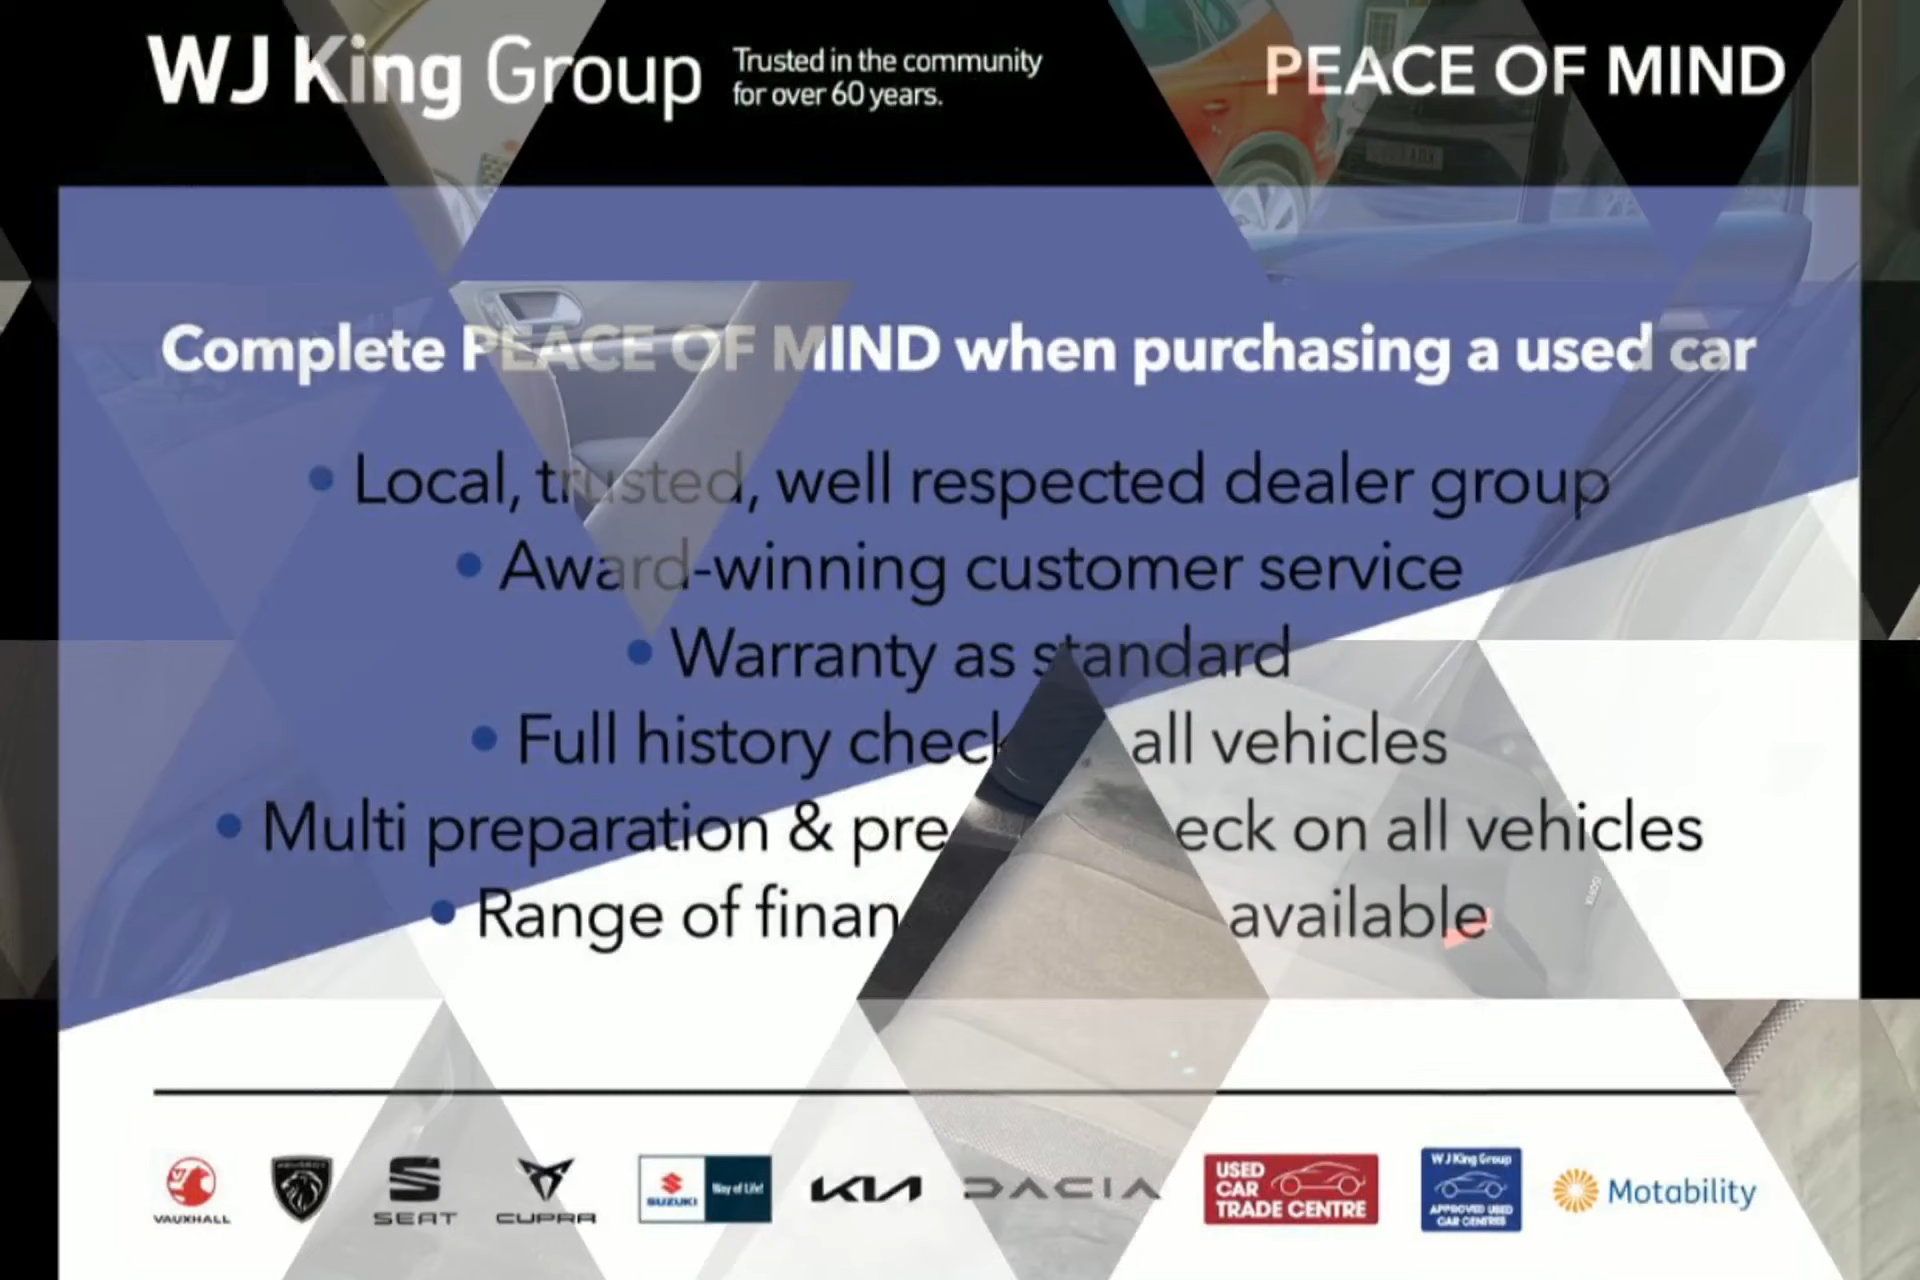 WJ King Group
Trusted in the community
for over 60 years.
PEACE OF MIND
Complete PEACE OF MIND when purchasing a used car
• Local, trusted, well respected dealer group
• Award-winning customer service
• Warranty as standard
• Full history check all vehicles
• Multi preparation & pre eck on all vehicles
• Range of finan available
VAUXHALL
PEUGEOT
SEAT
CUPRA
SUZUKI
Way of Life!
KIA
DACIA
USED
CAR
TRADE CENTRE
W J King Group
APPROVED USED
CAR CENTRES
Motability